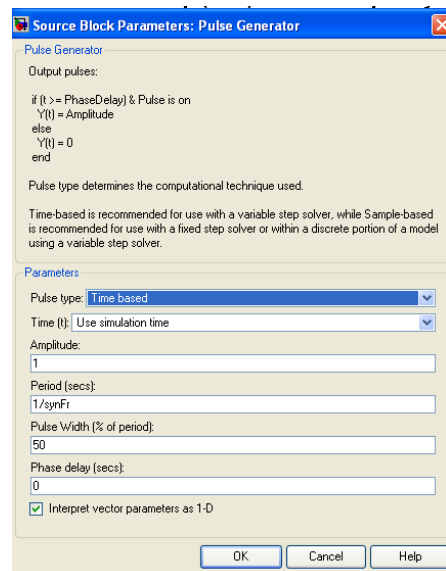 Source Block Parameters: Pulse Generator
Pulse Generator
Output pulses:
if (t >= PhaseDelay) & Pulse is on
Y(t) = Amplitude
else
Y(t) = 0
end
Pulse type determines the computational technique used.
Time-based is recommended for use with a variable step solver, while Sample-based
is recommended for use with a fixed step solver or within a discrete portion of a model
using a variable step solver.
Parameters
Pulse type: Time based
Time (t): Use simulation time
Amplitude:
1
Period (secs):
1/synFr
Pulse Width (% of period):
50
Phase delay (secs):
0
Interpret vector parameters as 1-D
OK Cancel Help